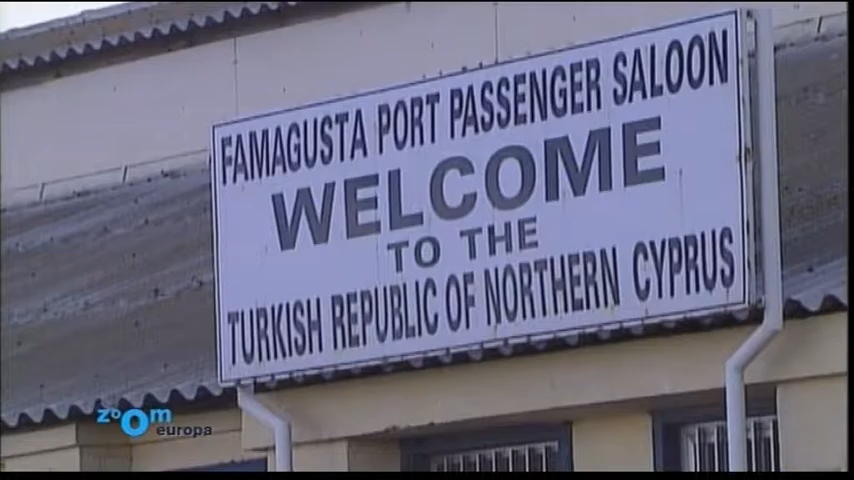 FAMAGUSTA PORT PASSENGER SALOON
WELCOME
TO THE
TURKISH REPUBLIC OF NORTHERN CYPRUS
zoom
europa